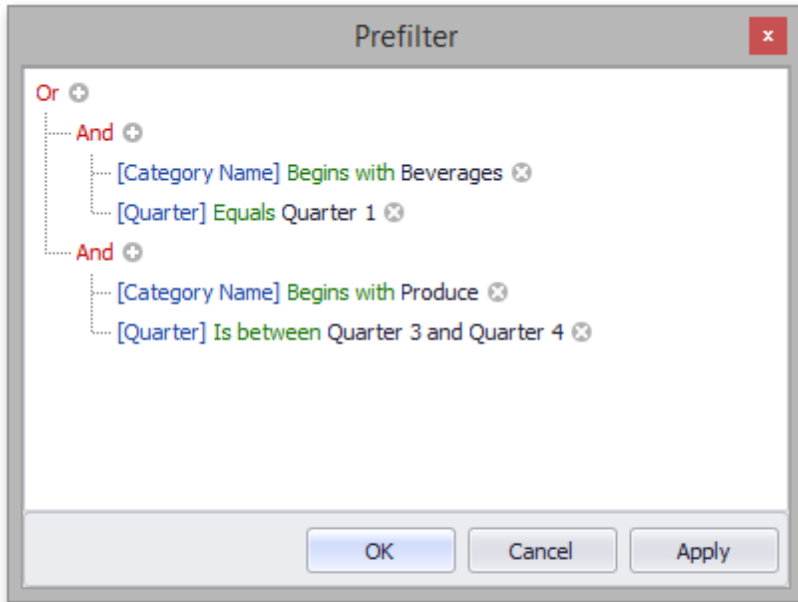 Prefilter
Or
And
[Category Name] Begins with Beverages
[Quarter] Equals Quarter 1
And
[Category Name] Begins with Produce
[Quarter] Is between Quarter 3 and Quarter 4
OK Cancel Apply